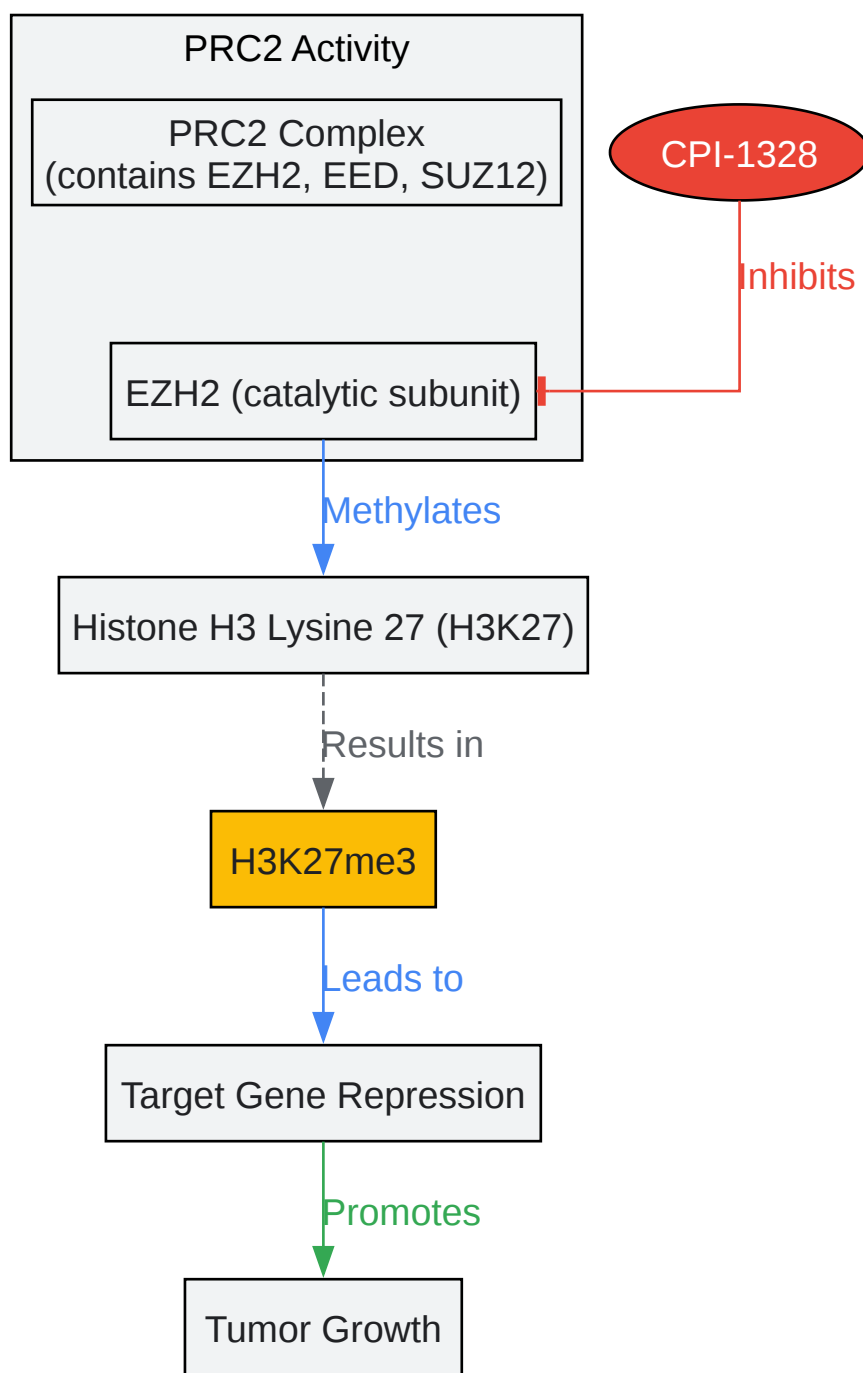 PRC2 Activity
PRC2 Complex
(contains EZH2, EED, SUZ12)
CPI-1328
Inhibits
EZH2 (catalytic subunit)
Methylates
Histone H3 Lysine 27 (H3K27)
Results in
H3K27me3
Leads to
Target Gene Repression
Promotes
Tumor Growth